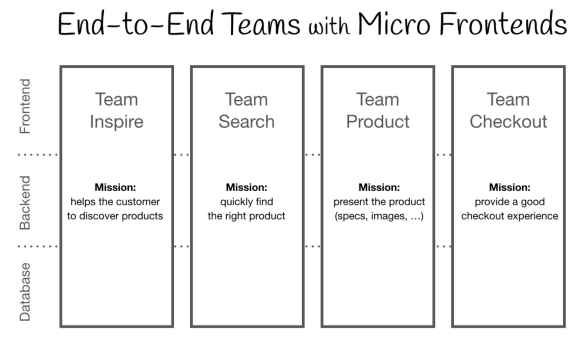 End-to-End Teams with Micro Frontends
Frontend
Team
Inspire
Team
Search
Team
Product
Team
Checkout
Backend
Mission:
helps the customer
to discover products
Mission:
quickly find
the right product
Mission:
present the product
(specs, images, …)
Mission:
provide a good
checkout experience
Database